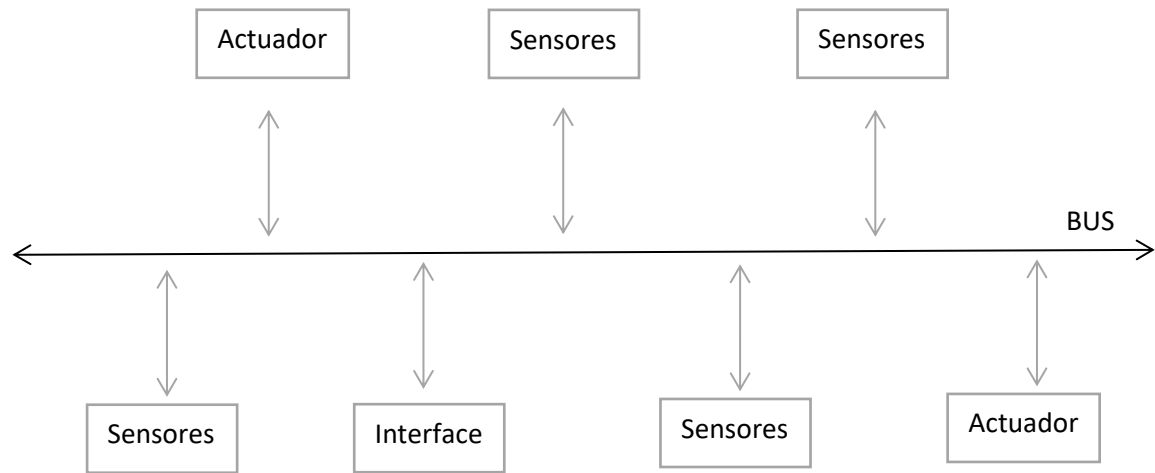 Actuador
Sensores
Sensores
BUS
Sensores
Interface
Sensores
Actuador